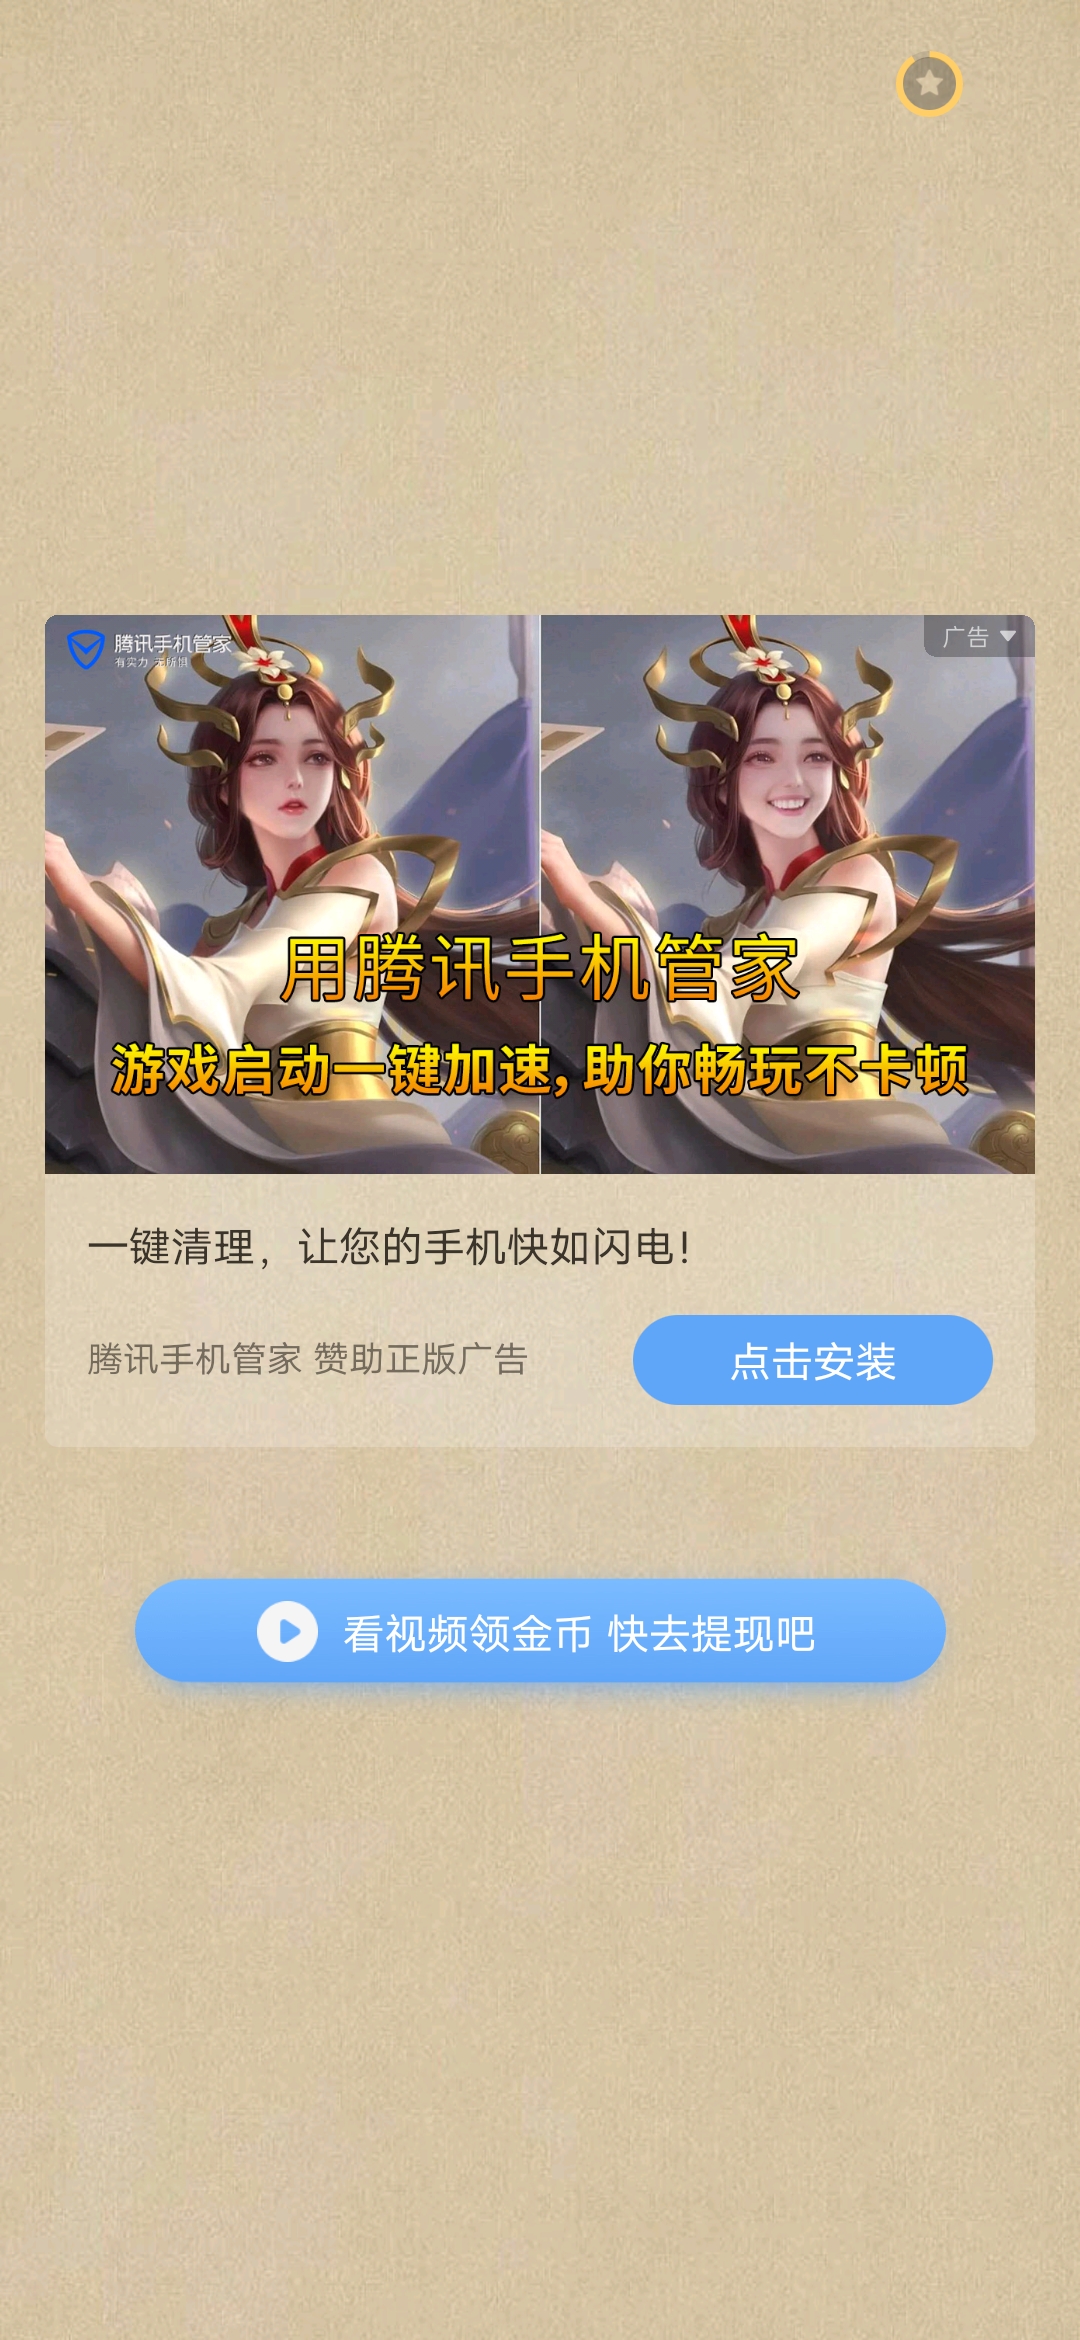 腾讯手机管家
有实力 无所惧
广告
用腾讯手机管家
游戏启动一键加速,助你畅玩不卡顿
一键清理，让您的手机快如闪电!
腾讯手机管家 赞助正版广告
点击安装
看视频领金币 快去提现吧